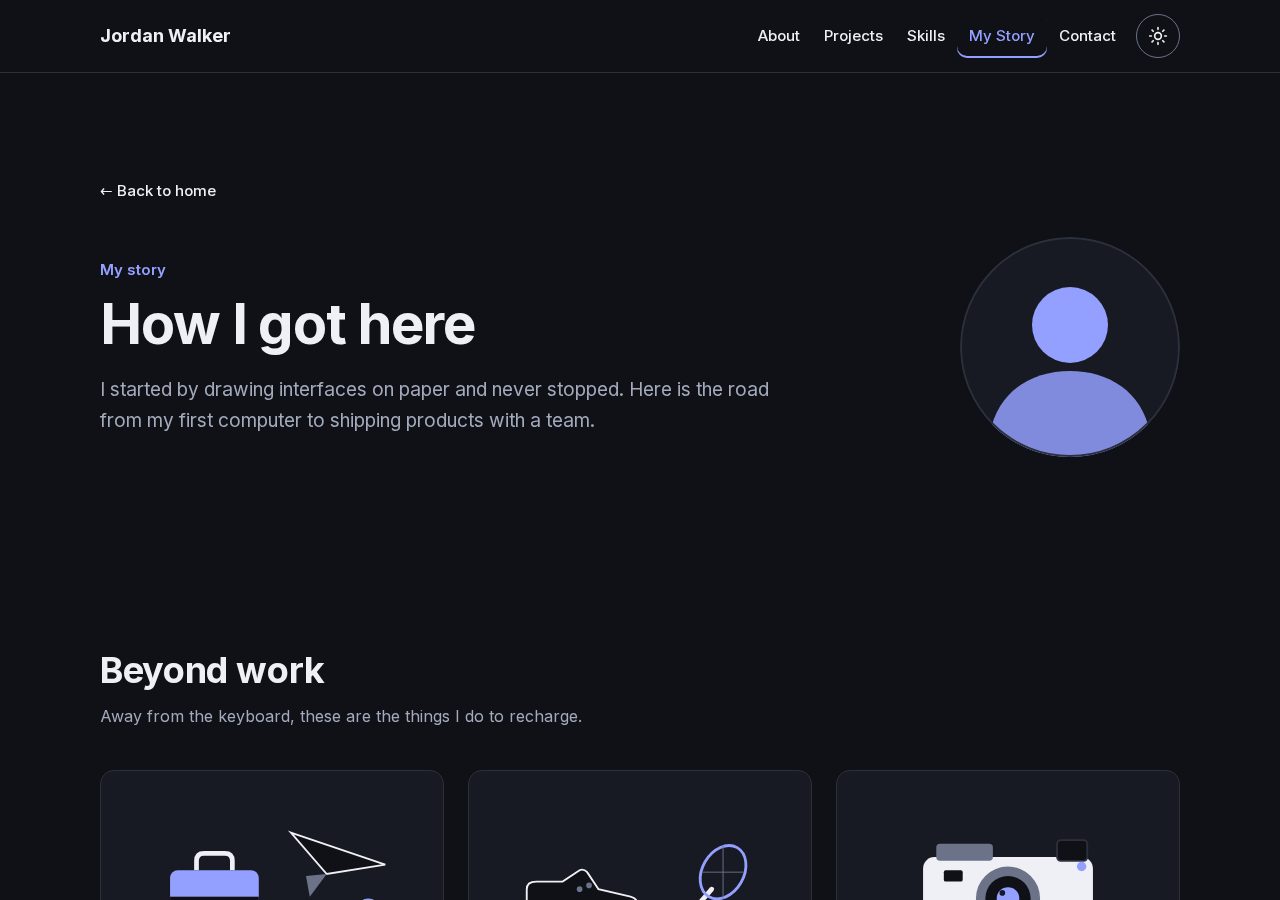 Jordan Walker
About
Projects
Skills
My Story
Contact
← Back to home
My story
How I got here
I started by drawing interfaces on paper and never stopped. Here is the road
from my first computer to shipping products with a team.
Beyond work
Away from the keyboard, these are the things I do to recharge.